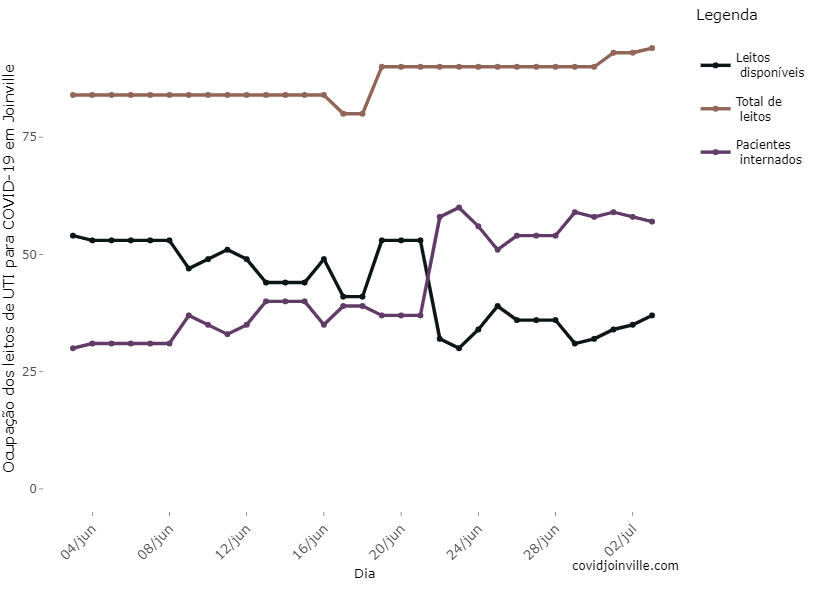 Legenda
Leitos
disponíveis
Total de
leitos
Pacientes
internados
Ocupação dos leitos de UTI para COVID-19 em Joinville
75
50
25
0
04/jun
08/jun
12/jun
16/jun
20/jun
24/jun
28/jun
02/jul
Dia
covidjoinville.com